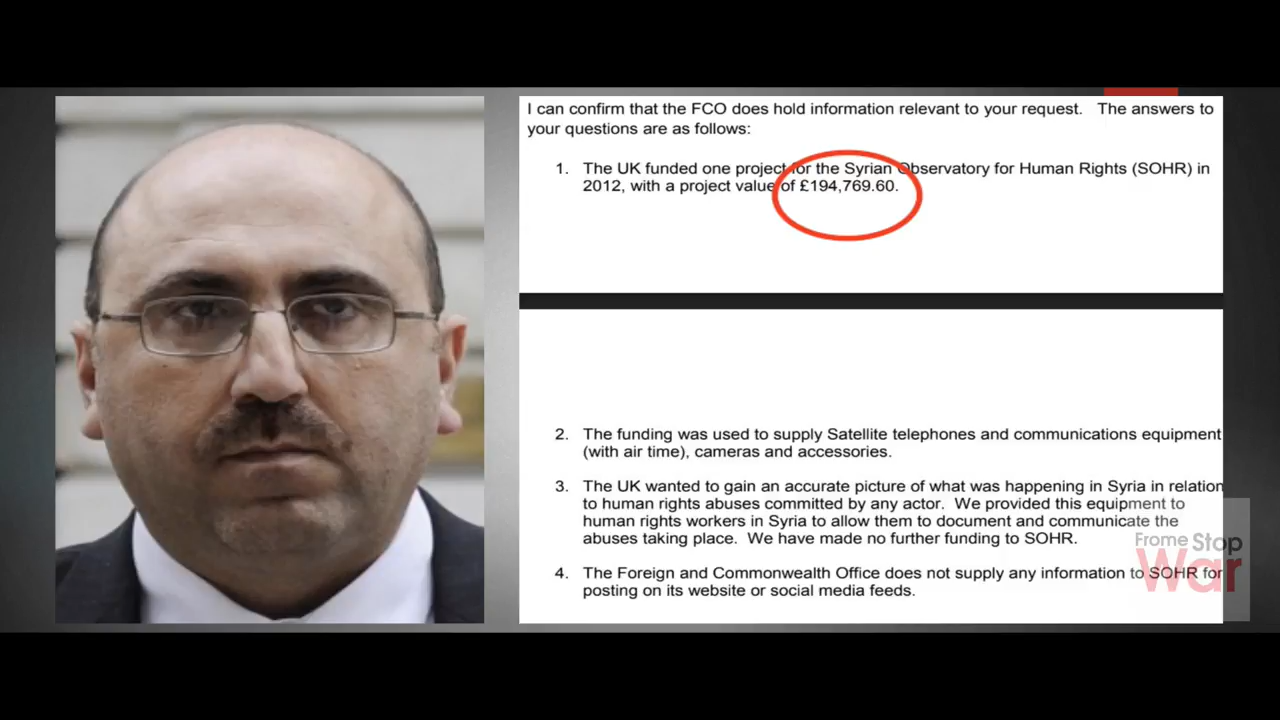 I can confirm that the FCO does hold information relevant to your request. The answers to
your questions are as follows:
1. The UK funded one project for the Syrian Observatory for Human Rights (SOHR) in
2012, with a project value of £194,769.60.
2. The funding was used to supply Satellite telephones and communications equipment
(with air time), cameras and accessories.
3. The UK wanted to gain an accurate picture of what was happening in Syria in relation
to human rights abuses committed by any actor. We provided this equipment to
human rights workers in Syria to allow them to document and communicate the
abuses taking place. We have made no further funding to SOHR.
4. The Foreign and Commonwealth Office does not supply any information to SOHR for
posting on its website or social media feeds.
Frome Stop
War